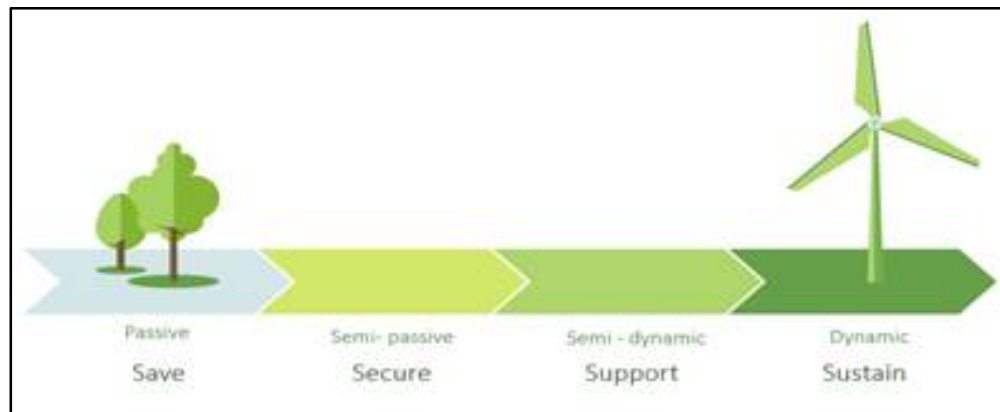 Passive Semi- passive Semi - dynamic Dynamic
Save Secure Support Sustain